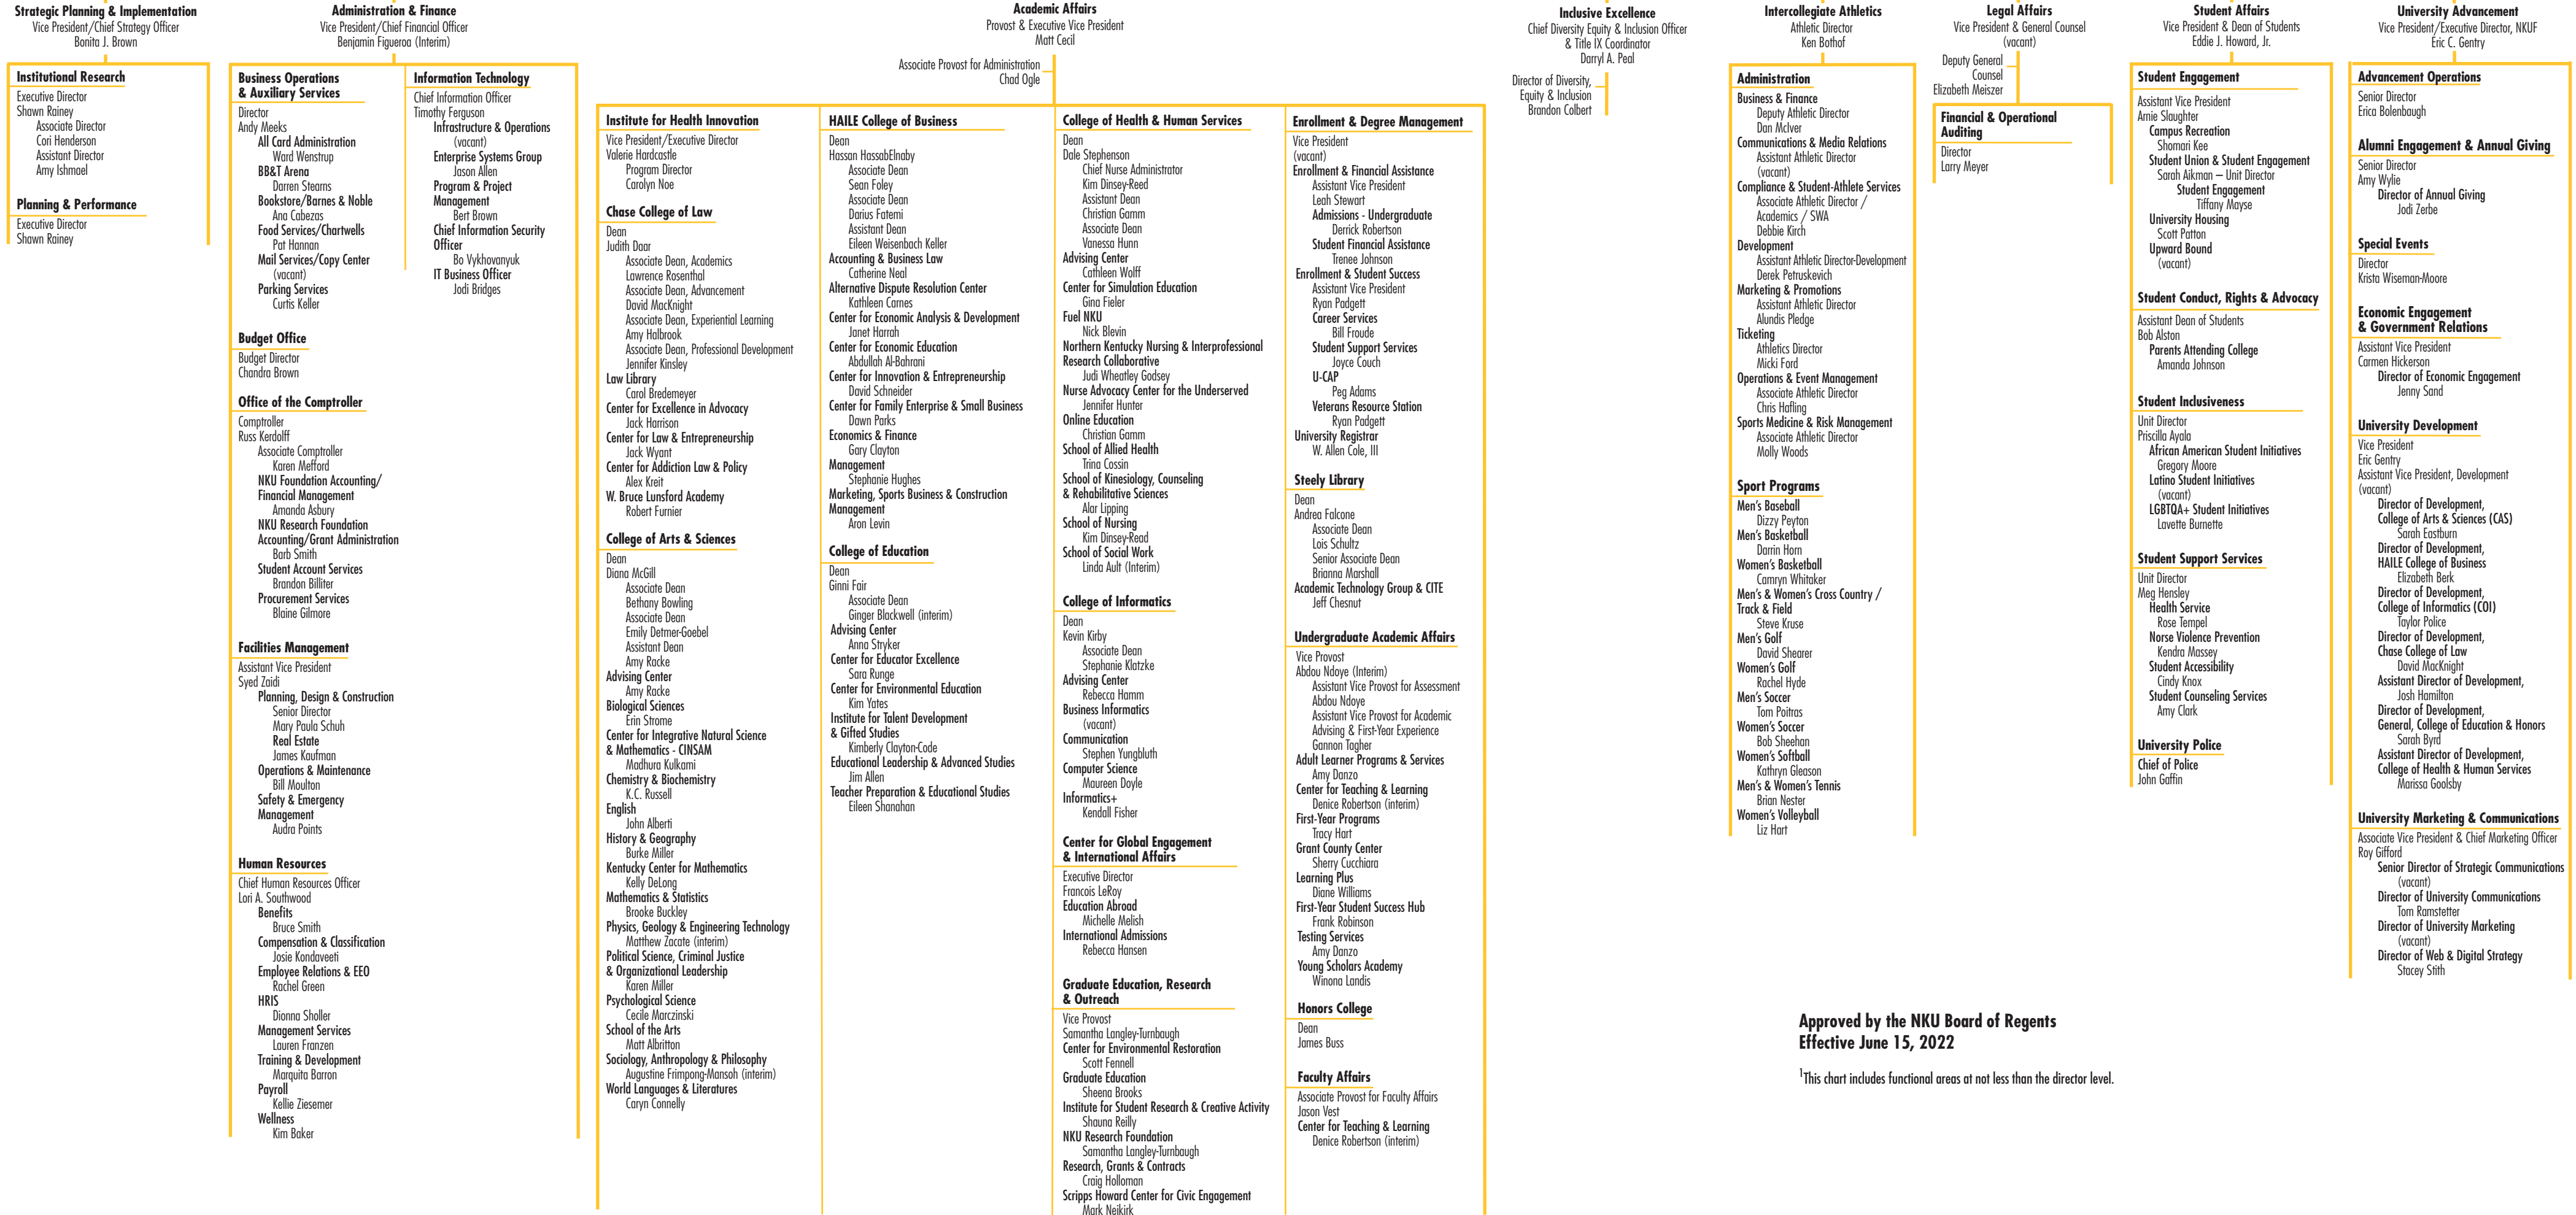 Strategic Planning & Implementation
Vice President/Chief Strategy Officer
Bonita J. Brown
Institutional Research
Executive Director
Shawn Rainey
Associate Director
Cori Henderson
Assistant Director
Amy Ishmael
Planning & Performance
Executive Director
Shawn Rainey
Administration & Finance
Vice President/Chief Financial Officer
Benjamin Figueroa (Interim)
Business Operations
& Auxiliary Services
Director
Andy Meeks
All Card Administration
Ward Wenstrup
BB&T Arena
Darren Stearns
Bookstore/Barnes & Noble
Ana Cabezas
Food Services/Chartwells
Pat Hannan
Mail Services/Copy Center
(vacant)
Parking Services
Curtis Keller
Budget Office
Budget Director
Chandra Brown
Office of the Comptroller
Comptroller
Russ Kerdolff
Associate Comptroller
Karen Mefford
NKU Foundation Accounting/
Financial Management
Amanda Asbury
NKU Research Foundation
Accounting/Grant Administration
Barb Smith
Student Account Services
Brandon Billiter
Procurement Services
Blaine Gilmore
Facilities Management
Assistant Vice President
Syed Zaidi
Planning, Design & Construction
Senior Director
Mary Paula Schuh
Real Estate
James Kaufman
Operations & Maintenance
Bill Moulton
Safety & Emergency
Management
Audra Points
Human Resources
Chief Human Resources Officer
Lori A. Southwood
Benefits
Bruce Smith
Compensation & Classification
Josie Kondaveeti
Employee Relations & EEO
Rachel Green
HRIS
Dionna Sholler
Management Services
Lauren Franzen
Training & Development
Marquita Barron
Payroll
Kellie Ziesemer
Wellness
Kim Baker
Information Technology
Chief Information Officer
Timothy Ferguson
Infrastructure & Operations
(vacant)
Enterprise Systems Group
Jason Allen
Program & Project
Management
Bert Brown
Chief Information Security
Officer
Bo Vykhovanyuk
IT Business Officer
Jodi Bridges
Academic Affairs
Provost & Executive Vice President
Matt Cecil
Associate Provost for Administration
Chad Ogle
Institute for Health Innovation
Vice President/Executive Director
Valerie Hardcastle
Program Director
Carolyn Noe
Chase College of Law
Dean
Judith Daar
Associate Dean, Academics
Lawrence Rosenthal
Associate Dean, Advancement
David MacKnight
Associate Dean, Experiential Learning
Amy Halbrook
Associate Dean, Professional Development
Jennifer Kinsley
Law Library
Carol Bredemeyer
Center for Excellence in Advocacy
Jack Harrison
Center for Law & Entrepreneurship
Jack Wyant
Center for Addiction Law & Policy
Alex Kreit
W. Bruce Lunsford Academy
Robert Furnier
College of Arts & Sciences
Dean
Diana McGill
Associate Dean
Bethany Bowling
Associate Dean
Emily Detmer-Goebel
Assistant Dean
Amy Racke
Advising Center
Amy Racke
Biological Sciences
Erin Strome
Center for Integrative Natural Science
& Mathematics - CINSAM
Madhura Kulkarni
Chemistry & Biochemistry
K.C. Russell
English
John Alberti
History & Geography
Burke Miller
Kentucky Center for Mathematics
Kelly DeLong
Mathematics & Statistics
Brooke Buckley
Physics, Geology & Engineering Technology
Matthew Zacate (interim)
Political Science, Criminal Justice
& Organizational Leadership
Karen Miller
Psychological Science
Cecile Marczinski
School of the Arts
Matt Albritton
Sociology, Anthropology & Philosophy
Augustine Frimpong-Mansoh (interim)
World Languages & Literatures
Caryn Connelly
HAILE College of Business
Dean
Hassan HassabElnaby
Associate Dean
Sean Foley
Associate Dean
Darius Fatemi
Assistant Dean
Eileen Weisenbach Keller
Accounting & Business Law
Catherine Neal
Alternative Dispute Resolution Center
Kathleen Carnes
Center for Economic Analysis & Development
Janet Harrah
Center for Economic Education
Abdullah Al-Bahrani
Center for Innovation & Entrepreneurship
David Schneider
Center for Family Enterprise & Small Business
Dawn Parks
Economics & Finance
Gary Clayton
Management
Stephanie Hughes
Marketing, Sports Business & Construction
Management
Aron Levin
College of Education
Dean
Ginni Fair
Associate Dean
Ginger Blackwell (interim)
Advising Center
Anna Stryker
Center for Educator Excellence
Sara Runge
Center for Environmental Education
Kim Yates
Institute for Talent Development
& Gifted Studies
Kimberly Clayton-Code
Educational Leadership & Advanced Studies
Jim Allen
Teacher Preparation & Educational Studies
Eileen Shanahan
College of Health & Human Services
Dean
Dale Stephenson
Chief Nurse Administrator
Kim Dinsey-Reed
Assistant Dean
Christian Gamm
Associate Dean
Vanessa Hunn
Advising Center
Cathleen Wolff
Center for Simulation Education
Gina Fieler
Fuel NKU
Nick Blevin
Northern Kentucky Nursing & Interprofessional
Research Collaborative
Judi Wheatley Godsey
Nurse Advocacy Center for the Underserved
Jennifer Hunter
Online Education
Christian Gamm
School of Allied Health
Trina Cossin
School of Kinesiology, Counseling
& Rehabilitative Sciences
Alar Lipping
School of Nursing
Kim Dinsey-Read
School of Social Work
Linda Ault (Interim)
College of Informatics
Dean
Kevin Kirby
Associate Dean
Stephanie Klatzke
Advising Center
Rebecca Hamm
Business Informatics
(vacant)
Communication
Stephen Yungbluth
Computer Science
Maureen Doyle
Informatics+
Kendall Fisher
Center for Global Engagement
& International Affairs
Executive Director
Francois LeRoy
Education Abroad
Michelle Melish
International Admissions
Rebecca Hansen
Graduate Education, Research
& Outreach
Vice Provost
Samantha Langley-Turnbaugh
Center for Environmental Restoration
Scott Fennell
Graduate Education
Sheena Brooks
Institute for Student Research & Creative Activity
Shauna Reilly
NKU Research Foundation
Samantha Langley-Turnbaugh
Research, Grants & Contracts
Craig Holloman
Scripps Howard Center for Civic Engagement
Mark Neikirk
Enrollment & Degree Management
Vice President
(vacant)
Enrollment & Financial Assistance
Assistant Vice President
Leah Stewart
Admissions - Undergraduate
Derrick Robertson
Student Financial Assistance
Trenee Johnson
Enrollment & Student Success
Assistant Vice President
Ryan Padgett
Career Services
Bill Froude
Student Support Services
Joyce Couch
U-CAP
Peg Adams
Veterans Resource Station
Ryan Padgett
University Registrar
W. Allen Cole, III
Steely Library
Dean
Andrea Falcone
Associate Dean
Lois Schultz
Senior Associate Dean
Brianna Marshall
Academic Technology Group & CITE
Jeff Chesnut
Undergraduate Academic Affairs
Vice Provost
Abdou Ndoye (Interim)
Assistant Vice Provost for Assessment
Abdou Ndoye
Assistant Vice Provost for Academic
Advising & First-Year Experience
Gannon Tagher
Adult Learner Programs & Services
Amy Danzo
Center for Teaching & Learning
Denice Robertson (interim)
First-Year Programs
Tracy Hart
Grant County Center
Sherry Cucchiara
Learning Plus
Diane Williams
First-Year Student Success Hub
Frank Robinson
Testing Services
Amy Danzo
Young Scholars Academy
Winona Landis
Honors College
Dean
James Buss
Faculty Affairs
Associate Provost for Faculty Affairs
Jason Vest
Center for Teaching & Learning
Denice Robertson (interim)
Inclusive Excellence
Chief Diversity Equity & Inclusion Officer
& Title IX Coordinator
Darryl A. Peal
Director of Diversity,
Equity & Inclusion
Brandon Colbert
Intercollegiate Athletics
Athletic Director
Ken Bothof
Administration
Business & Finance
Deputy Athletic Director
Dan McIver
Communications & Media Relations
Assistant Athletic Director
(vacant)
Compliance & Student-Athlete Services
Associate Athletic Director /
Academics / SWA
Debbie Kirch
Development
Assistant Athletic Director-Development
Derek Petruskevich
Marketing & Promotions
Assistant Athletic Director
Alundis Pledge
Ticketing
Athletics Director
Micki Ford
Operations & Event Management
Associate Athletic Director
Chris Hafling
Sports Medicine & Risk Management
Associate Athletic Director
Molly Woods
Sport Programs
Men's Baseball
Dizzy Peyton
Men's Basketball
Darrin Horn
Women's Basketball
Camryn Whitaker
Men's & Women's Cross Country /
Track & Field
Steve Kruse
Men's Golf
David Shearer
Women's Golf
Rachel Hyde
Men's Soccer
Tom Poitras
Women's Soccer
Bob Sheehan
Women's Softball
Kathryn Gleason
Men's & Women's Tennis
Brian Nester
Women's Volleyball
Liz Hart
Legal Affairs
Vice President & General Counsel
(vacant)
Deputy General
Counsel
Elizabeth Meiszer
Financial & Operational
Auditing
Director
Larry Meyer
Student Affairs
Vice President & Dean of Students
Eddie J. Howard, Jr.
Student Engagement
Assistant Vice President
Arnie Slaughter
Campus Recreation
Shomari Kee
Student Union & Student Engagement
Sarah Aikman – Unit Director
Student Engagement
Tiffany Mayse
University Housing
Scott Patton
Upward Bound
(vacant)
Student Conduct, Rights & Advocacy
Assistant Dean of Students
Bob Alston
Parents Attending College
Amanda Johnson
Student Inclusiveness
Unit Director
Priscilla Ayala
African American Student Initiatives
Gregory Moore
Latino Student Initiatives
(vacant)
LGBTQA+ Student Initiatives
Lavette Burnette
Student Support Services
Unit Director
Meg Hensley
Health Service
Rose Tempel
Norse Violence Prevention
Kendra Massey
Student Accessibility
Cindy Knox
Student Counseling Services
Amy Clark
University Police
Chief of Police
John Gaffin
University Advancement
Vice President/Executive Director, NKUF
Eric C. Gentry
Advancement Operations
Senior Director
Erica Bolenbaugh
Alumni Engagement & Annual Giving
Senior Director
Amy Wylie
Director of Annual Giving
Jodi Zerbe
Special Events
Director
Krista Wiseman-Moore
Economic Engagement
& Government Relations
Assistant Vice President
Carmen Hickerson
Director of Economic Engagement
Jenny Sand
University Development
Vice President
Eric Gentry
Assistant Vice President, Development
(vacant)
Director of Development,
College of Arts & Sciences (CAS)
Sarah Eastburn
Director of Development,
HAILE College of Business
Elizabeth Berk
Director of Development,
College of Informatics (COI)
Taylor Police
Director of Development,
Chase College of Law
David MacKnight
Assistant Director of Development,
Josh Hamilton
Director of Development,
General, College of Education & Honors
Sarah Byrd
Assistant Director of Development,
College of Health & Human Services
Marissa Goolsby
University Marketing & Communications
Associate Vice President & Chief Marketing Officer
Roy Gifford
Senior Director of Strategic Communications
(vacant)
Director of University Communications
Tom Ramstetter
Director of University Marketing
(vacant)
Director of Web & Digital Strategy
Stacey Stith
Approved by the NKU Board of Regents
Effective June 15, 2022
1This chart includes functional areas at not less than the director level.